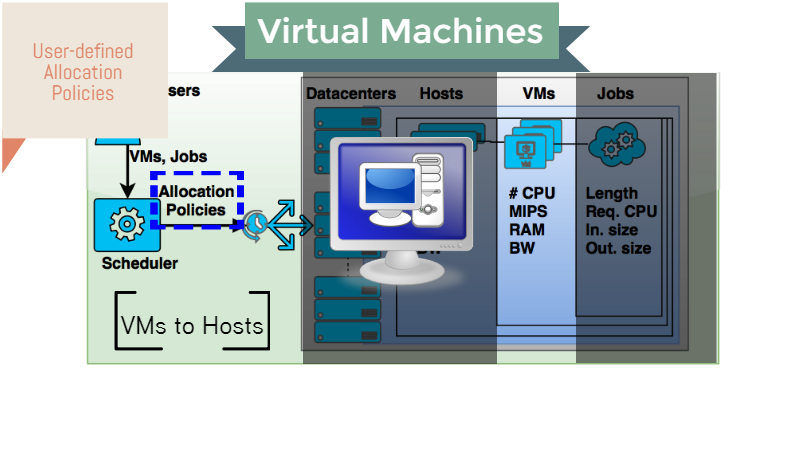 Virtual Machines
User-defined
Allocation
Policies
sers
Datacenters
Hosts
VMs
Jobs
VMs, Jobs
Allocation
Policies
Scheduler
# CPU
MIPS
RAM
BW
Length
Req. CPU
In. size
Out. size
VMs to Hosts